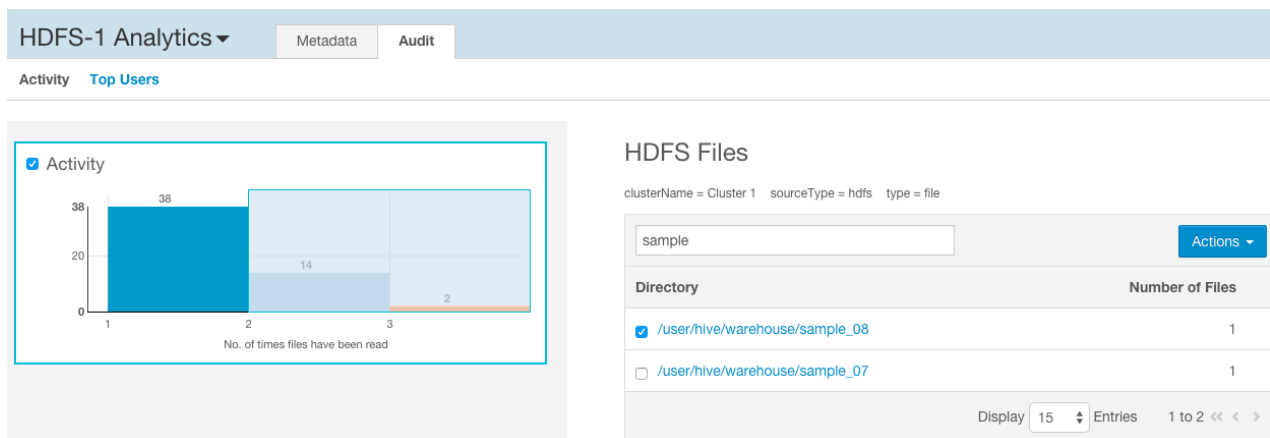 HDFS-1 Analytics
Metadata
Audit
Activity
Top Users
Activity
38
38
20
14
2
0
1
2
3
No. of times files have been read
HDFS Files
clusterName = Cluster 1 sourceType = hdfs type = file
sample
Actions
Directory Number of Files
/user/hive/warehouse/sample_08 1
/user/hive/warehouse/sample_07 1
Display 15 Entries 1 to 2